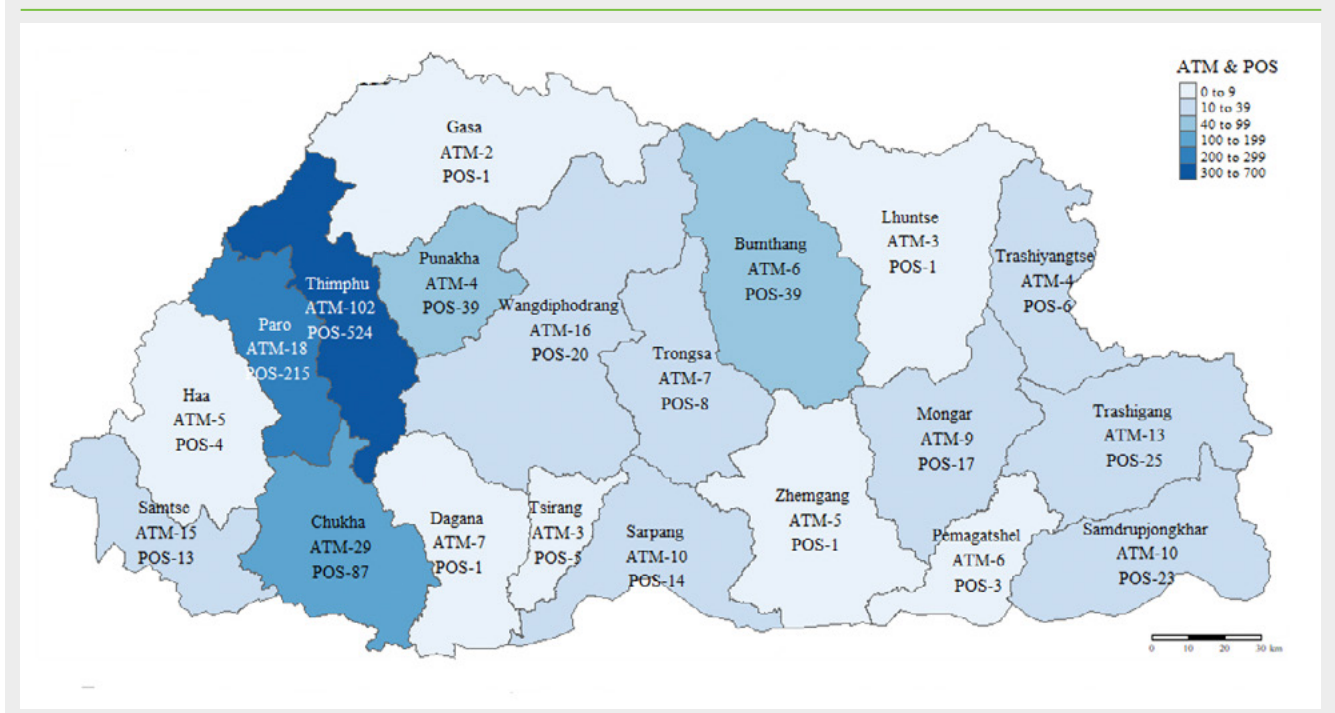 ATM & POS
0 to 9
10 to 39
40 to 99
100 to 199
200 to 299
300 to 700
Gasa
ATM-2
POS-1
Punakha
ATM-4
POS-39
Thimphu
ATM-102
POS-524
Paro
ATM-18
POS-215
Haa
ATM-5
POS-4
Wangdiphodrang
ATM-16
POS-20
Trongsa
ATM-7
POS-8
Bumthang
ATM-6
POS-39
Lhuntse
ATM-3
POS-1
Trashiyangtse
ATM-4
POS-6
Mongar
ATM-9
POS-17
Trashigang
ATM-13
POS-25
Samtse
ATM-15
POS-13
Chukha
ATM-29
POS-87
Dagana
ATM-7
POS-1
Tsirang
ATM-3
POS-5
Sarpang
ATM-10
POS-14
Zhemgang
ATM-5
POS-1
Pemagatshel
ATM-6
POS-3
Samdrupjongkhar
ATM-10
POS-23
0 10 20 30 km